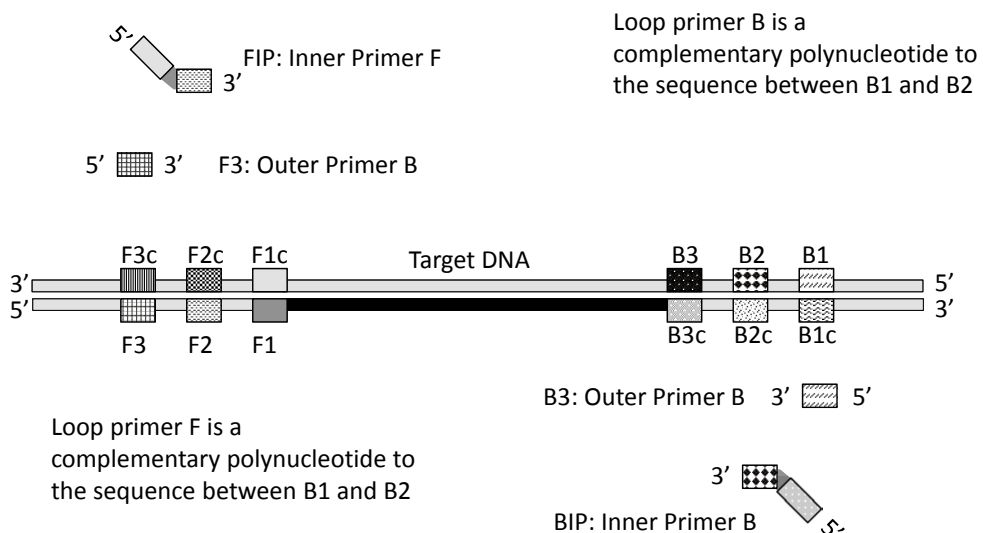 5’
FIP: Inner Primer F
3’
Loop primer B is a
complementary polynucleotide to
the sequence between B1 and B2
5’ 3’ F3: Outer Primer B
F3c F2c F1c Target DNA B3 B2 B1
3’ 5’
5’ 3’
F3 F2 F1 B3c B2c B1c
B3: Outer Primer B 3’ 5’
Loop primer F is a
complementary polynucleotide to
the sequence between B1 and B2
3’
BIP: Inner Primer B
5’